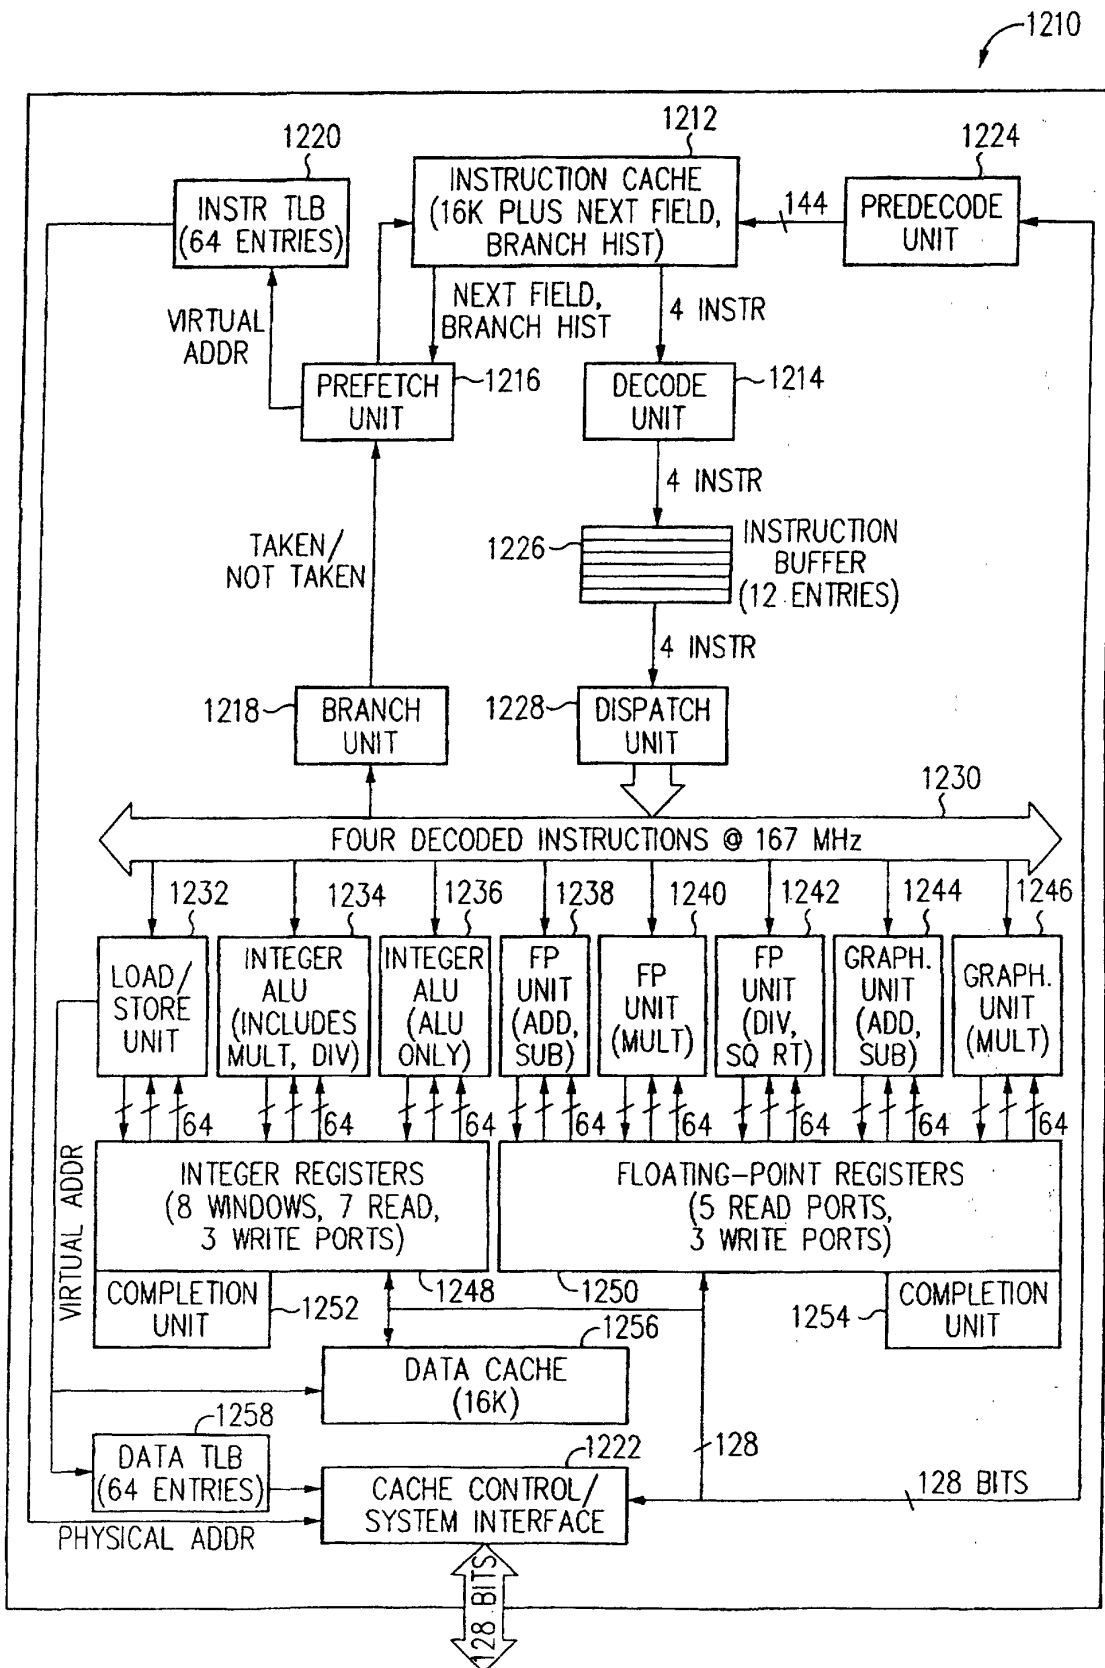 1210
1220
1212
1224
INSTR TLB
(64 ENTRIES)
INSTRUCTION CACHE
(16K PLUS NEXT FIELD,
BRANCH HIST)
144
PREDECODE
UNIT
VIRTUAL
ADDR
NEXT FIELD,
BRANCH HIST
4 INSTR
PREFETCH
UNIT
1216
DECODE
UNIT
1214
4 INSTR
TAKEN/
NOT TAKEN
1226
INSTRUCTION
BUFFER
(12 ENTRIES)
4 INSTR
1218
BRANCH
UNIT
1228
DISPATCH
UNIT
1230
FOUR DECODED INSTRUCTIONS @ 167 MHz
1232
1234
1236
1238
1240
1242
1244
1246
LOAD/
STORE
UNIT
INTEGER
ALU
(INCLUDES
MULT, DIV)
INTEGER
ALU
(ALU
ONLY)
FP
UNIT
(ADD,
SUB)
FP
UNIT
(MULT)
FP
UNIT
(DIV,
SQ RT)
GRAPH.
UNIT
(ADD,
SUB)
GRAPH.
UNIT
(MULT)
64
64
64
64
64
64
64
64
VIRTUAL ADDR
INTEGER REGISTERS
(8 WINDOWS, 7 READ,
3 WRITE PORTS)
FLOATING-POINT REGISTERS
(5 READ PORTS,
3 WRITE PORTS)
COMPLETION
UNIT
1252
1248
1250
1254
COMPLETION
UNIT
1256
DATA CACHE
(16K)
1258
DATA TLB
(64 ENTRIES)
1222
CACHE CONTROL/
SYSTEM INTERFACE
128
128 BITS
PHYSICAL ADDR
128 BITS